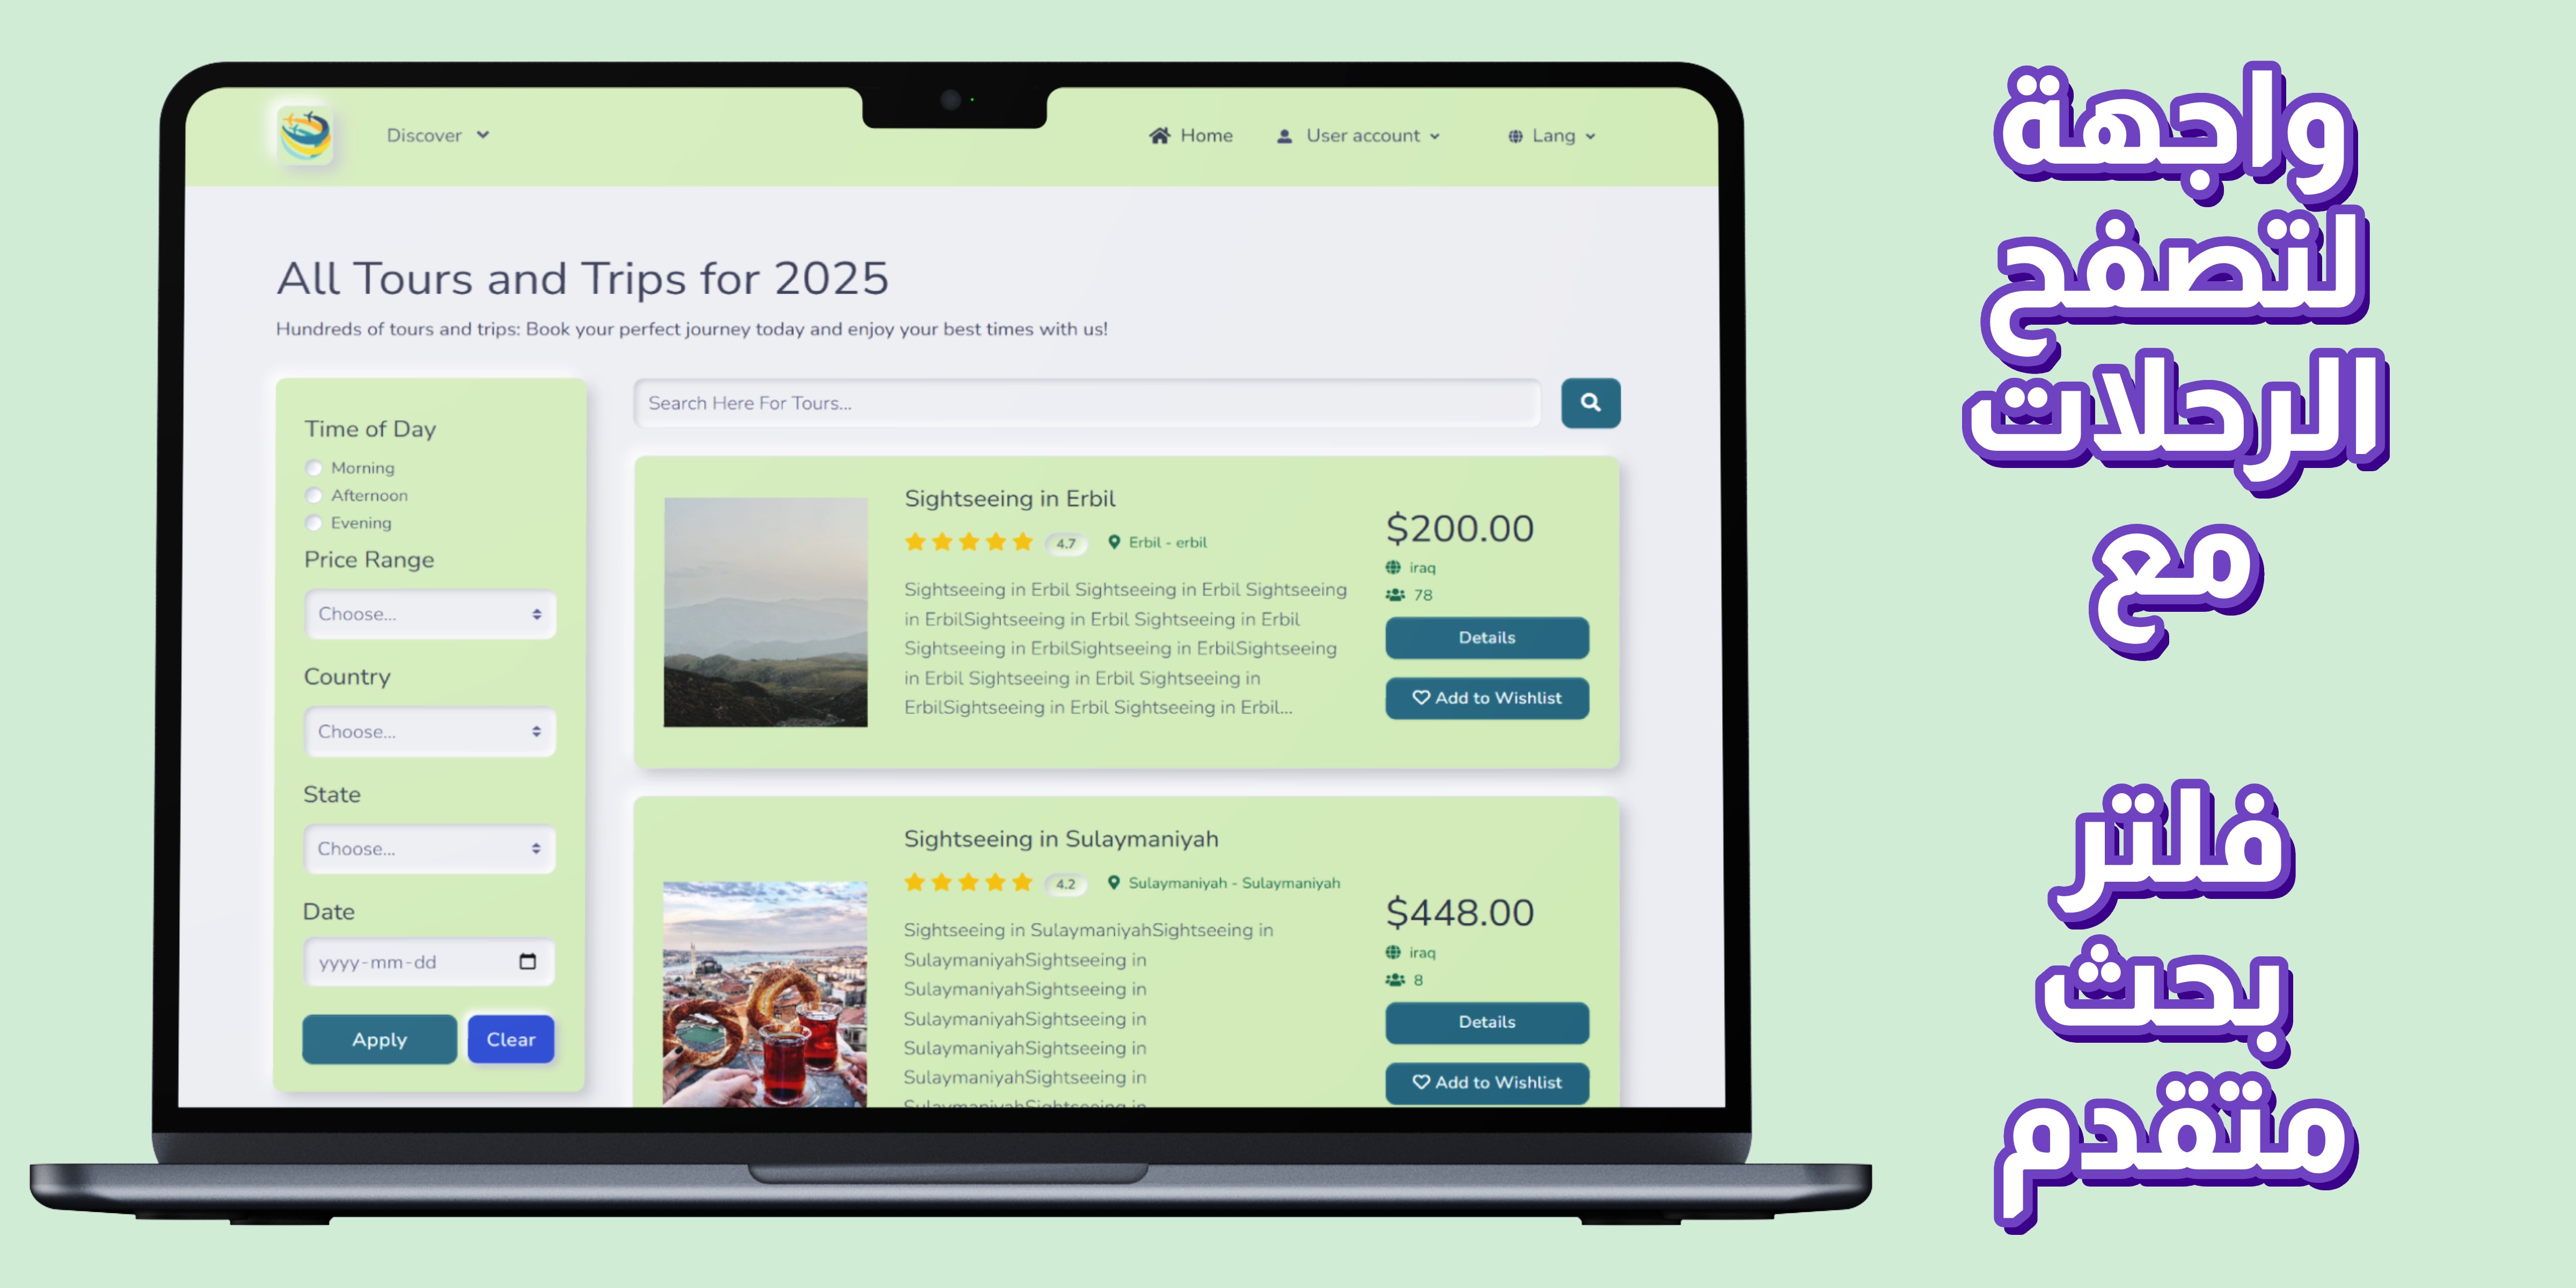 Discover
Home
User account
Lang
All Tours and Trips for 2025
Hundreds of tours and trips: Book your perfect journey today and enjoy your best times with us!
Time of Day
Morning
Afternoon
Evening
Price Range
Choose...
Country
Choose...
State
Choose...
Date
yyyy-mm-dd
Apply
Clear
Search Here For Tours...
Sightseeing in Erbil
4.7
Erbil - erbil
Sightseeing in Erbil Sightseeing in Erbil Sightseeing
in ErbilSightseeing in Erbil Sightseeing in Erbil
Sightseeing in ErbilSightseeing in ErbilSightseeing
in Erbil Sightseeing in Erbil Sightseeing in
ErbilSightseeing in Erbil Sightseeing in Erbil...
$200.00
iraq
78
Details
Add to Wishlist
Sightseeing in Sulaymaniyah
4.2
Sulaymaniyah - Sulaymaniyah
Sightseeing in SulaymaniyahSightseeing in
SulaymaniyahSightseeing in
SulaymaniyahSightseeing in
SulaymaniyahSightseeing in
SulaymaniyahSightseeing in
SulaymaniyahSightseeing in
SulaymaniyahSightseeing in
$448.00
iraq
8
Details
Add to Wishlist
واجهة
لتصفح
الرحلات
مع
فلتر
بحث
متقدم